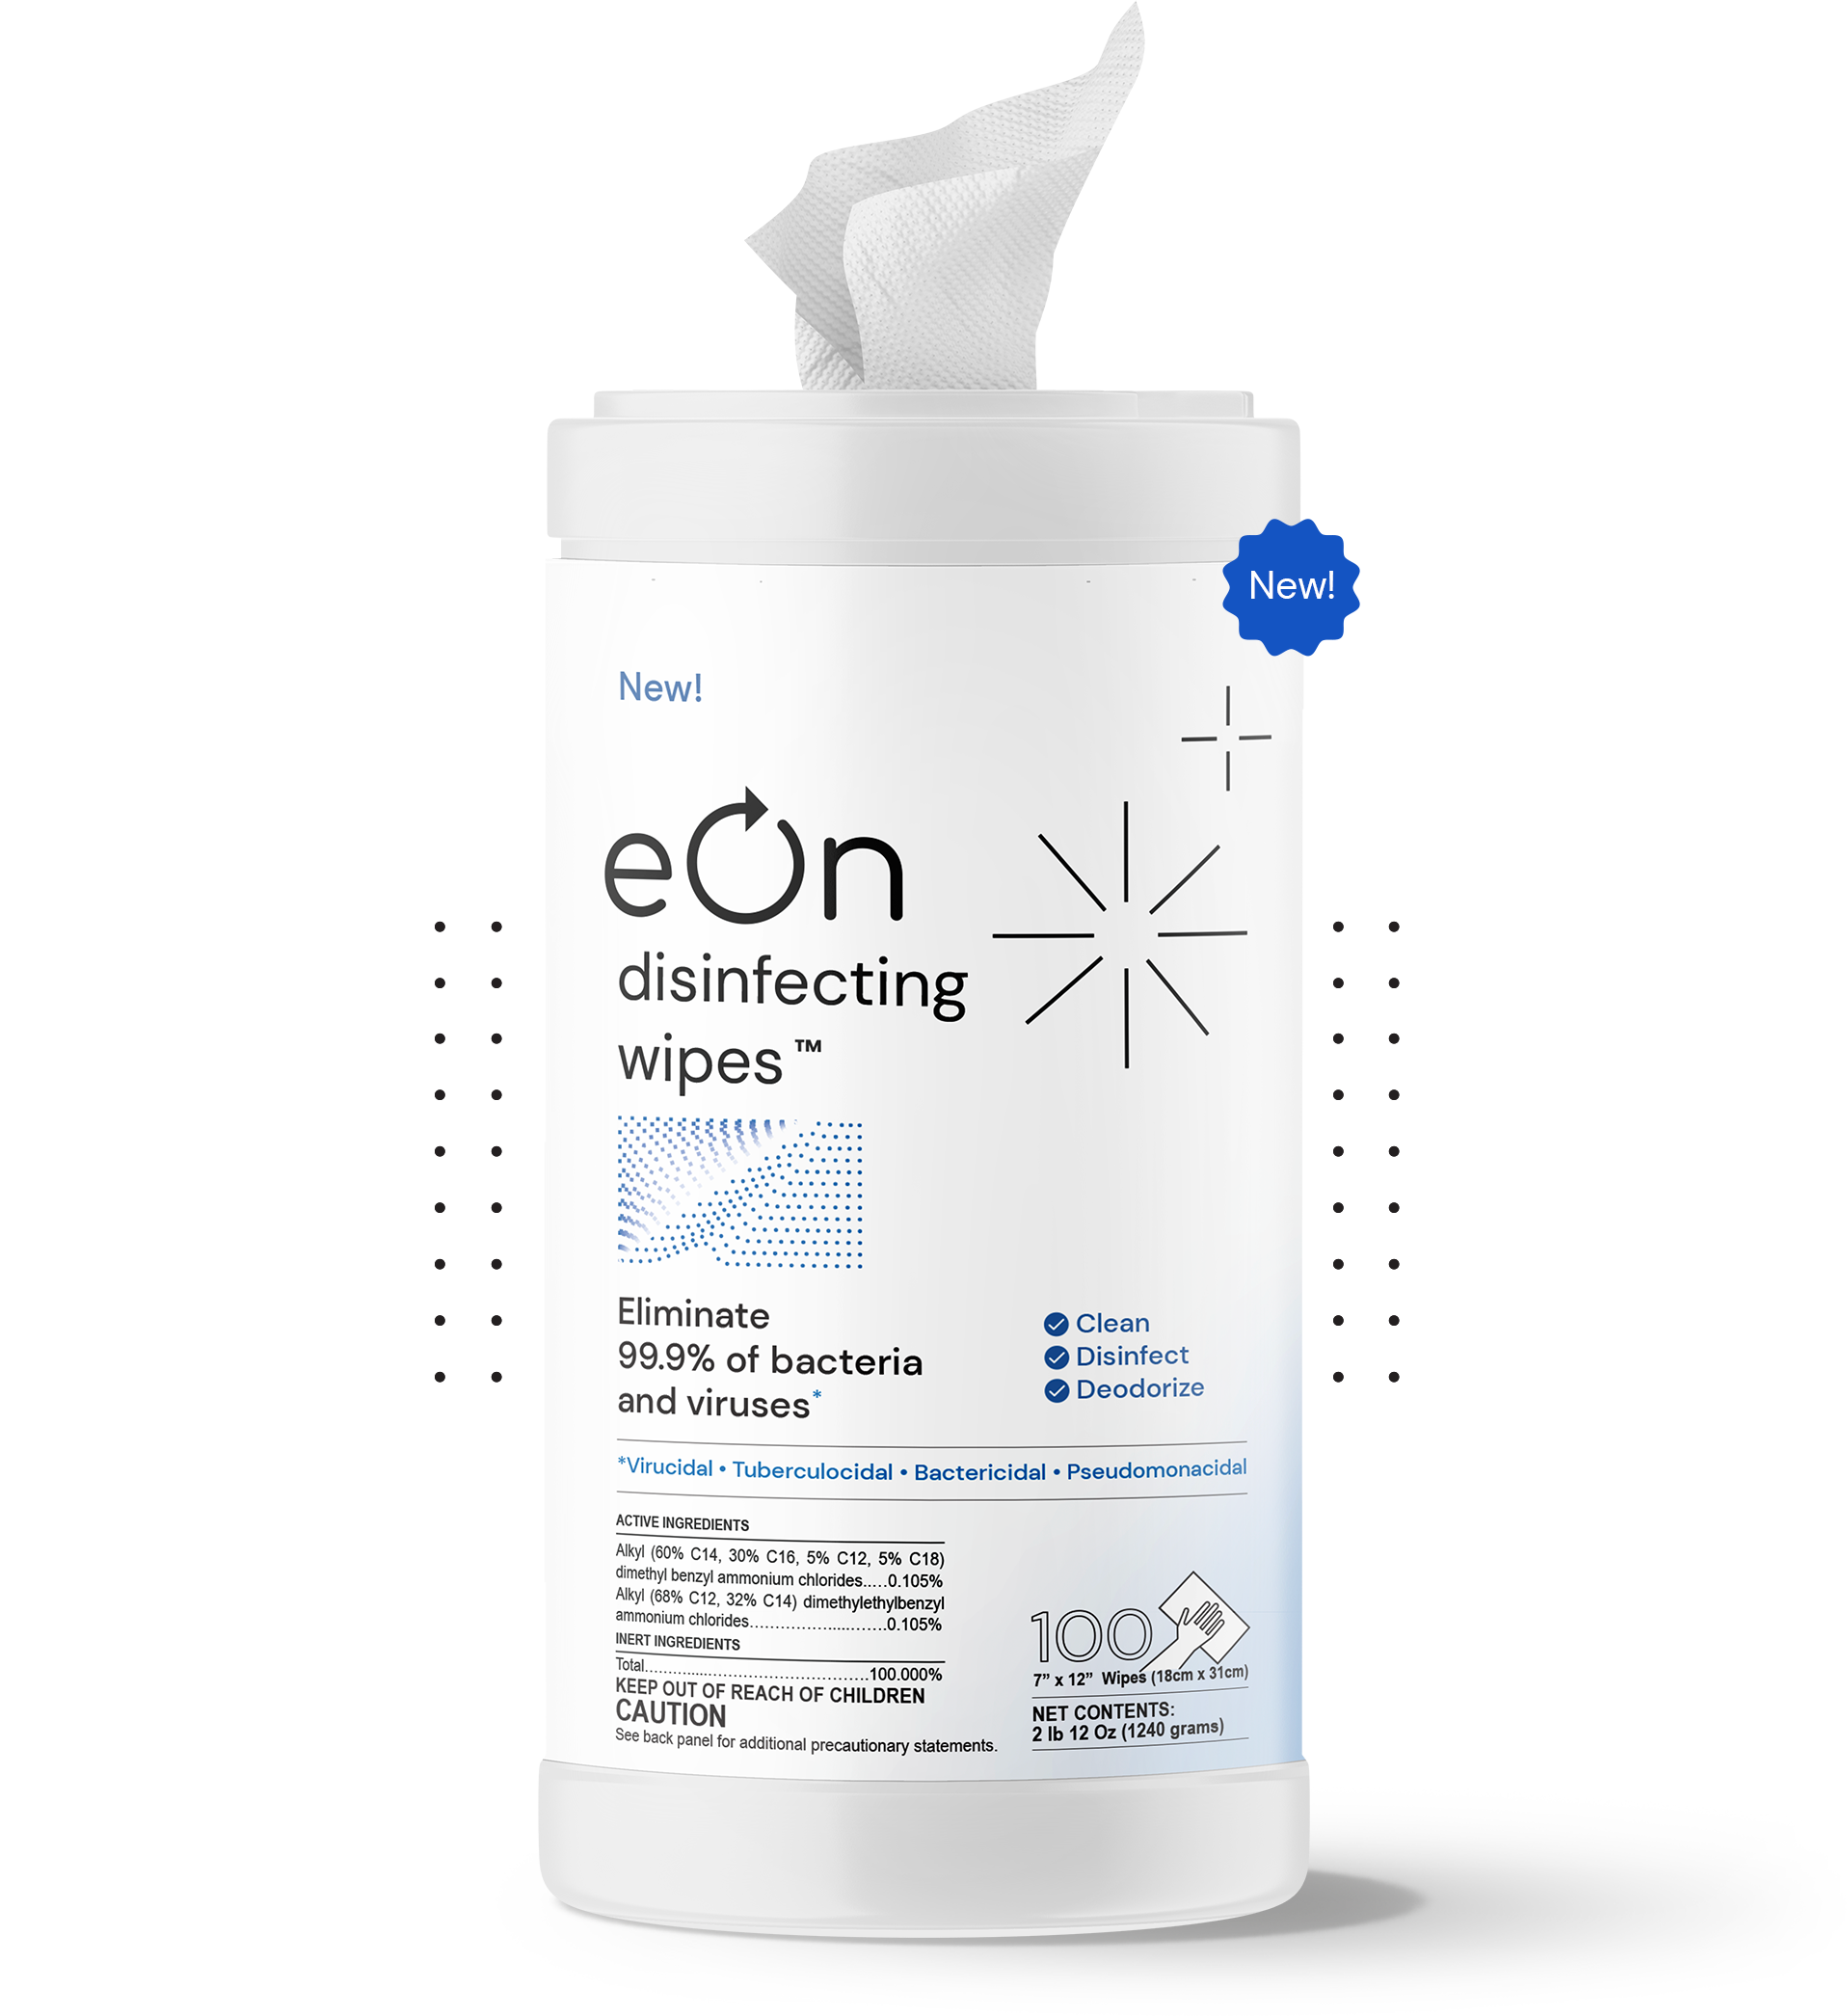 New!
New!
eOn
disinfecting
wipes™
Eliminate
99.9% of bacteria
and viruses*
Clean
Disinfect
Deodorize
*Virucidal • Tuberculocidal • Bactericidal • Pseudomonacidal
ACTIVE INGREDIENTS
Alkyl (60% C14, 30% C16, 5% C12, 5% C18)
dimethyl benzyl ammonium chlorides.....0.105%
Alkyl (68% C12, 32% C14) dimethylethylbenzyl
ammonium chlorides..........................0.105%
INERT INGREDIENTS
Total..............................................100.000%
KEEP OUT OF REACH OF CHILDREN
CAUTION
See back panel for additional precautionary statements.
100
7” x 12” Wipes (18cm x 31cm)
NET CONTENTS:
2 lb 12 Oz (1240 grams)